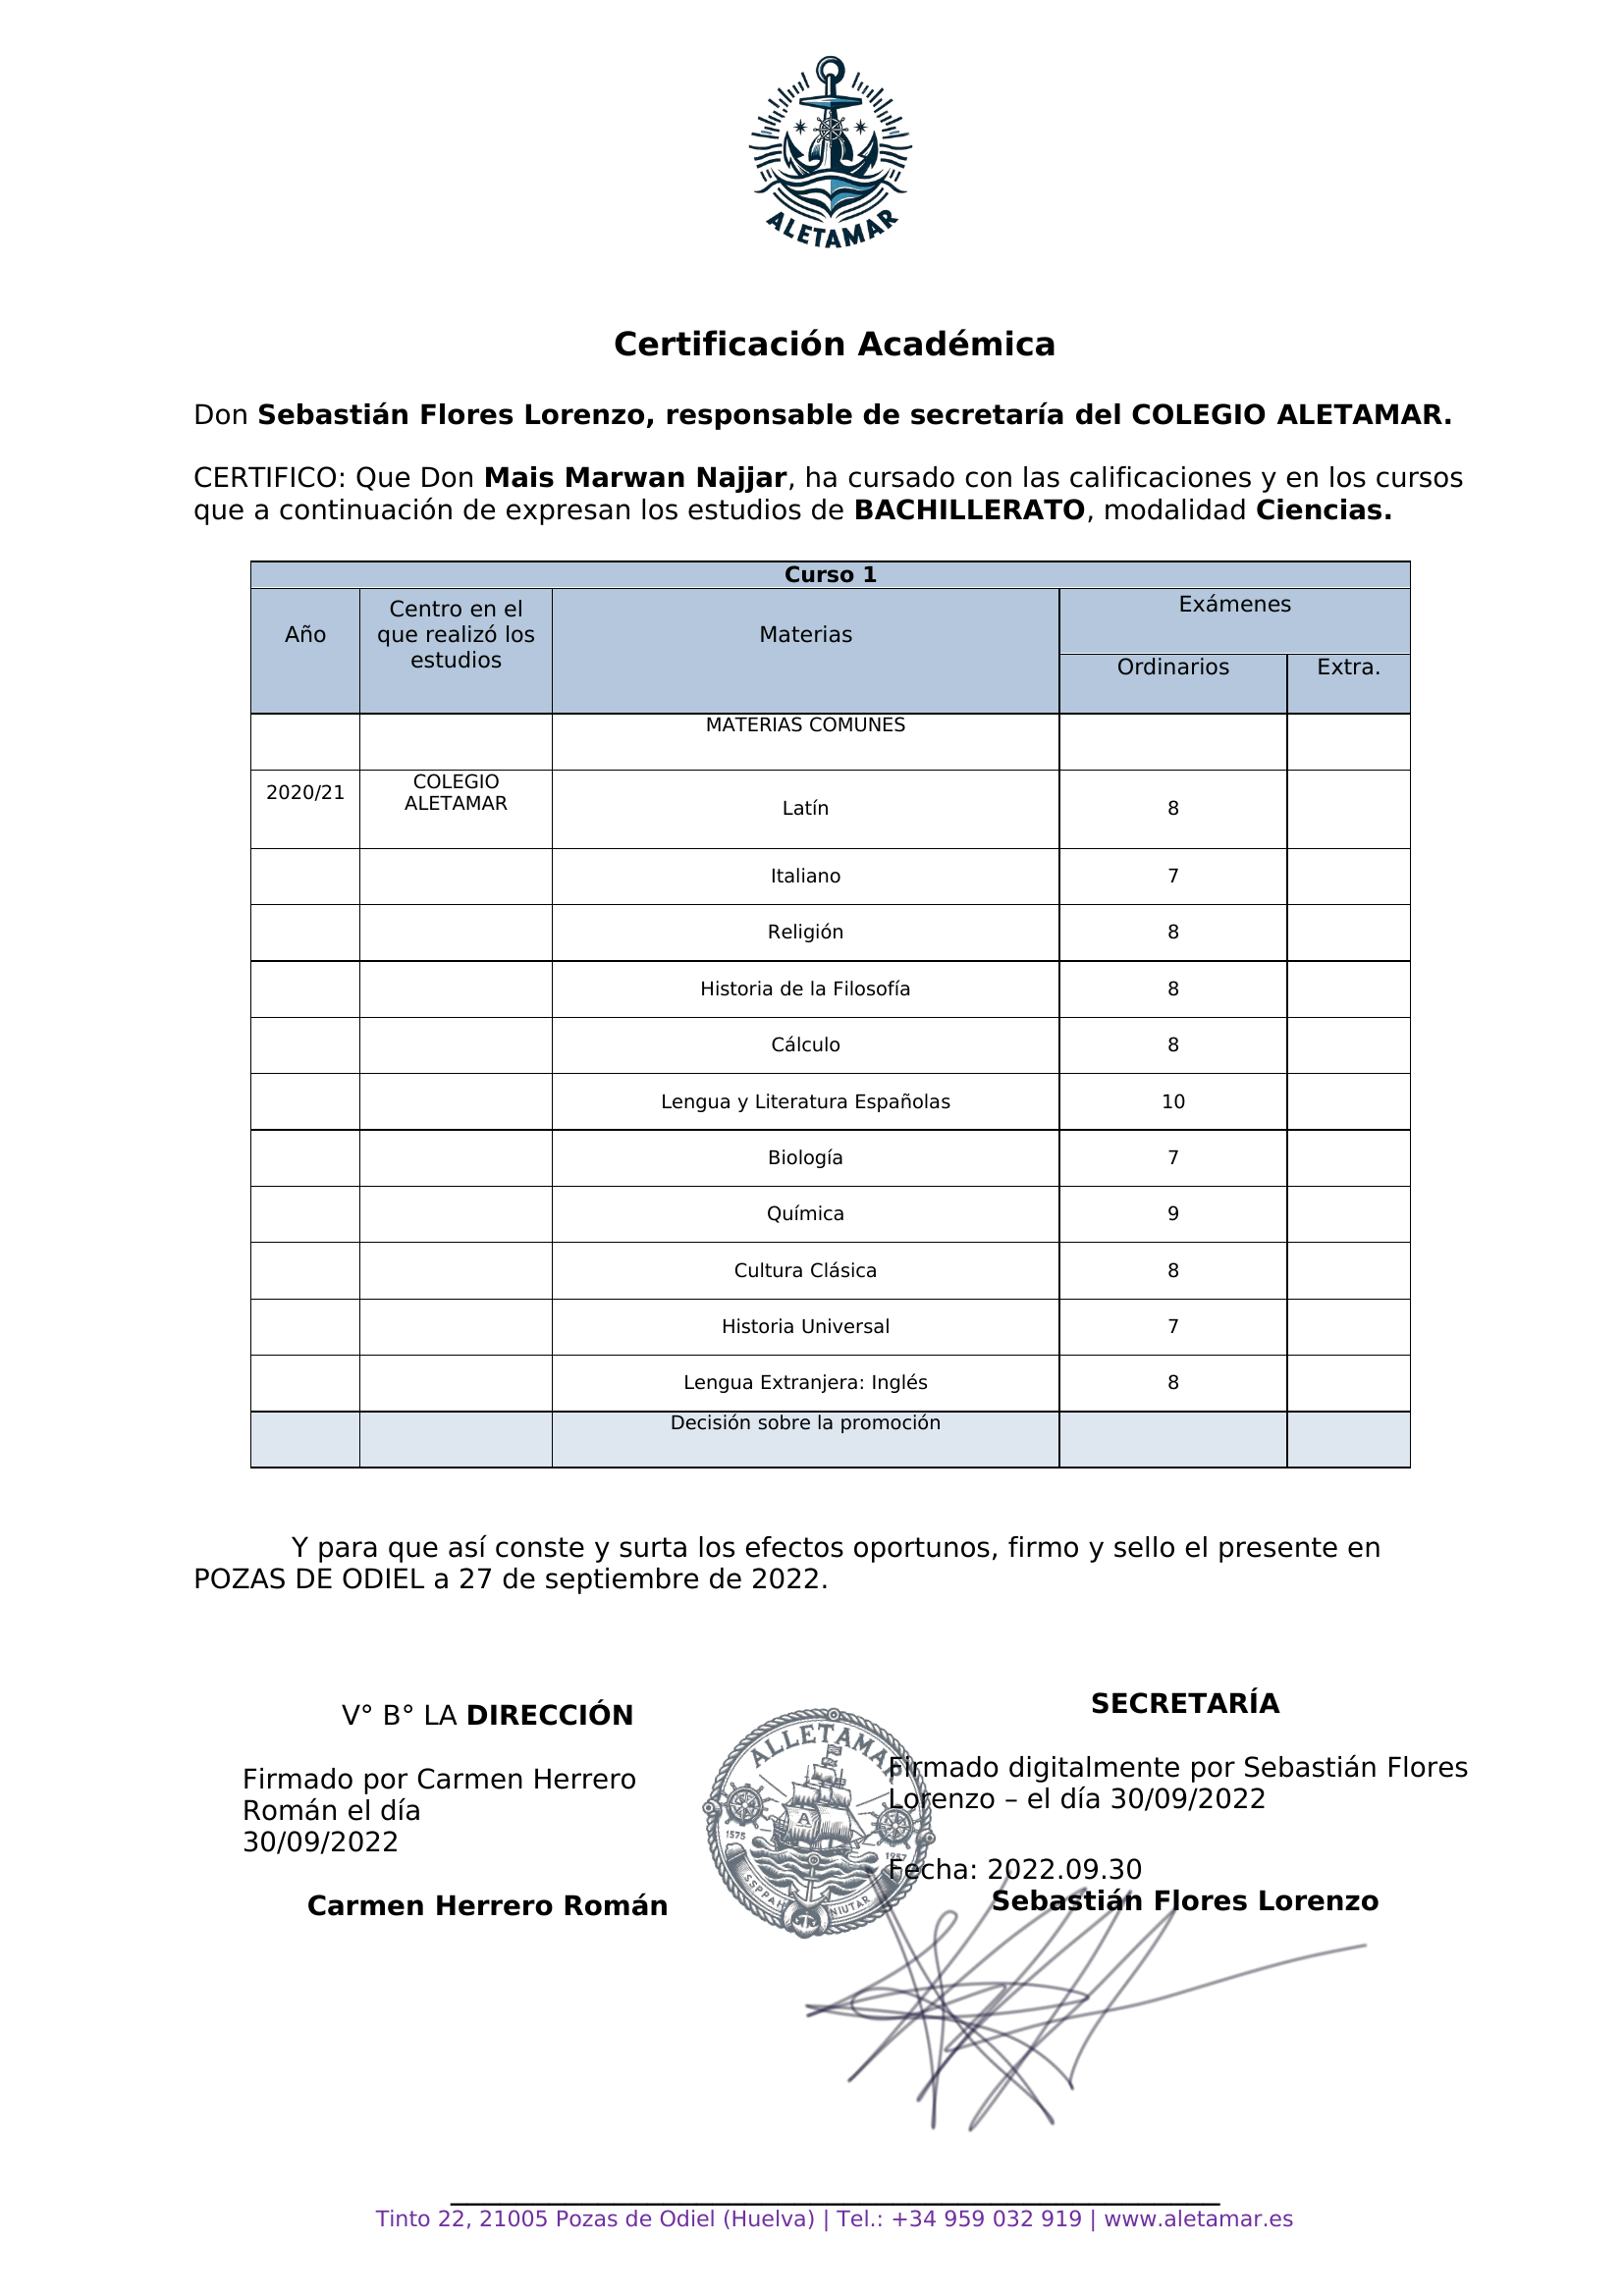 ALETAMAR
Certificación Académica
Don Sebastián Flores Lorenzo, responsable de secretaría del COLEGIO ALETAMAR.
CERTIFICO: Que Don Mais Marwan Najjar, ha cursado con las calificaciones y en los cursos
que a continuación de expresan los estudios de BACHILLERATO, modalidad Ciencias.
Curso 1
Año
Centro en el
que realizó los
estudios
Materias
Exámenes
Ordinarios
Extra.
MATERIAS COMUNES
2020/21
COLEGIO
ALETAMAR
Latín 8
Italiano 7
Religión 8
Historia de la Filosofía 8
Cálculo 8
Lengua y Literatura Españolas 10
Biología 7
Química 9
Cultura Clásica 8
Historia Universal 7
Lengua Extranjera: Inglés 8
Decisión sobre la promoción
Y para que así conste y surta los efectos oportunos, firmo y sello el presente en
POZAS DE ODIEL a 27 de septiembre de 2022.
V° B° LA DIRECCIÓN
Firmado por Carmen Herrero
Román el día
30/09/2022
Carmen Herrero Román
ALLETAMAR
A
1575
1957
SSPPAH
NIUTAR
SECRETARÍA
Firmado digitalmente por Sebastián Flores
Lorenzo – el día 30/09/2022
Fecha: 2022.09.30
Sebastián Flores Lorenzo
Tinto 22, 21005 Pozas de Odiel (Huelva) | Tel.: +34 959 032 919 | www.aletamar.es